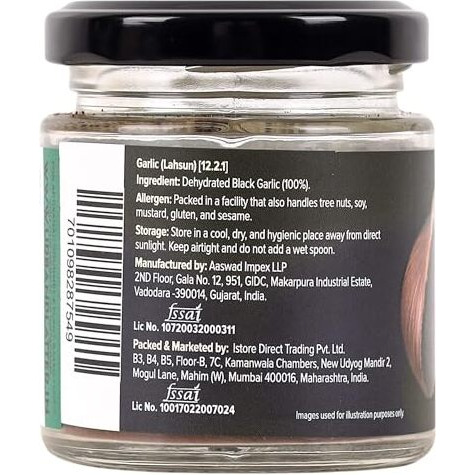 Garlic (Lahsun) [12.2.1]
Ingredient: Dehydrated Black Garlic (100%).
Allergen: Packed in a facility that also handles tree nuts, soy,
mustard, gluten, and sesame.
Storage: Store in a cool, dry, and hygienic place away from direct
sunlight. Keep airtight and do not add a wet spoon.
Manufactured by: Aaswad Impex LLP
2ND Floor, Gala No. 12, 951, GIDC, Makarpura Industrial Estate,
Vadodara -390014, Gujarat, India.
fssai
Lic No. 10720032000311
Packed & Marketed by: Istore Direct Trading Pvt. Ltd.
B3, B4, B5, Floor-B, 7C, Kamanwala Chambers, New Udyog Mandir 2,
Mogul Lane, Mahim (W), Mumbai 400016, Maharashtra, India.
fssai
Lic No. 10017022007024
Images used for illustration purposes only
7010982287549